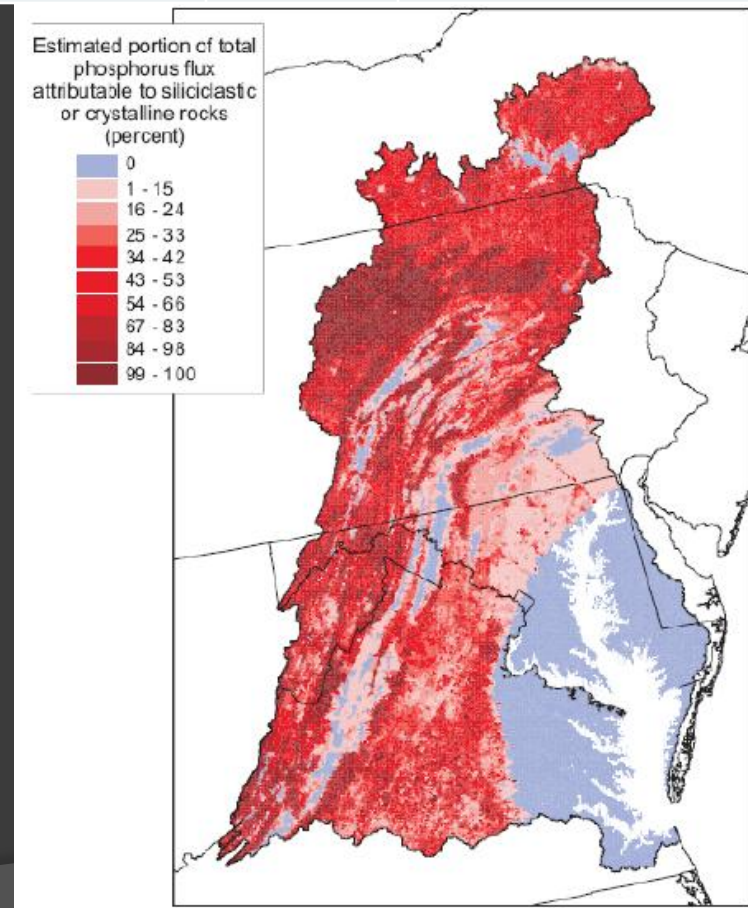 Estimated portion of total
phosphorus flux
attributable to siliciclastic
or crystalline rocks
(percent)
0
1 - 15
16 - 24
25 - 33
34 - 42
43 - 53
54 - 66
67 - 83
84 - 98
99 - 100